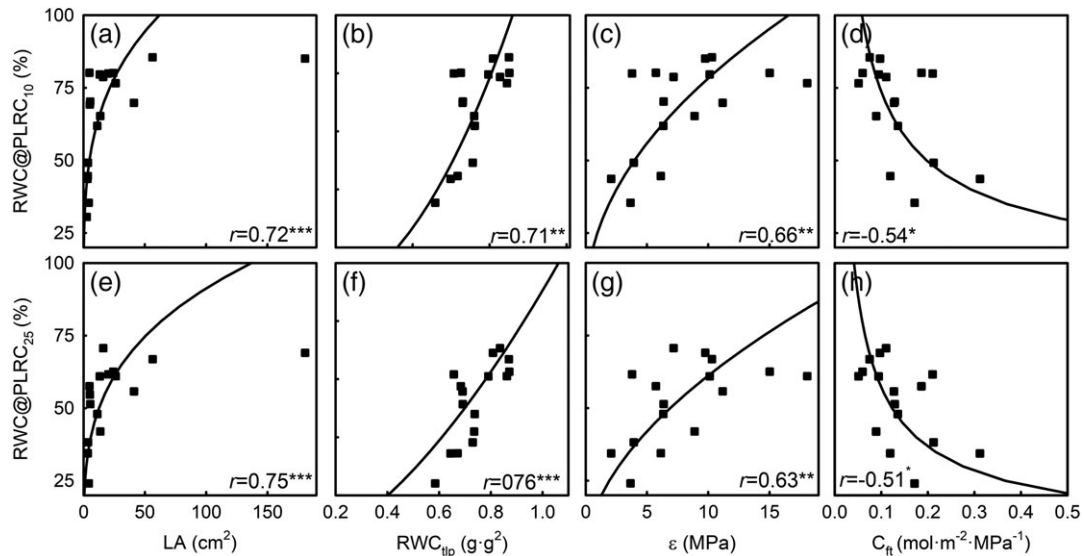 (a)
(b)
(c)
(d)
RWC@PLRC10 (%)
100
75
50
25
r=0.72***
r=0.71**
r=0.66**
r=-0.54*
(e)
(f)
(g)
(h)
RWC@PLRC25 (%)
100
75
50
25
r=0.75***
r=076***
r=0.63**
r=-0.51*
0 50 100 150
0.2 0.4 0.6 0.8 1.0
0 5 10 15
0.0 0.1 0.2 0.3 0.4 0.5
LA (cm²)
RWCtlp (g·g²)
ε (MPa)
Cft (mol·m⁻²·MPa⁻¹)